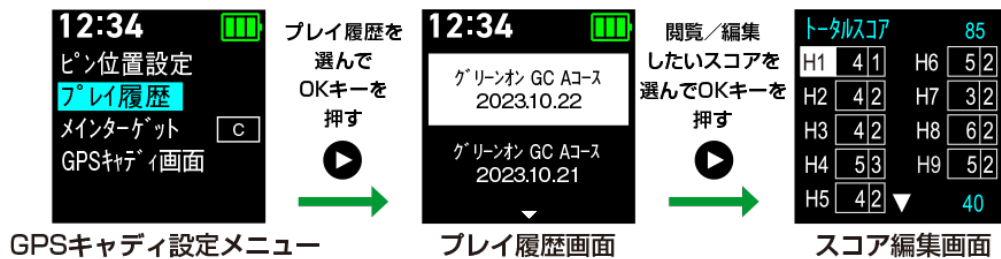 12:34
ピン位置設定
プレイ履歴
メインターゲット C
GPSキャディ画面
GPSキャディ設定メニュー
プレイ履歴を
選んで
OKキーを
押す
12:34
グリーンオン GC Aコース
2023.10.22
グリーンオン GC Aコース
2023.10.21
プレイ履歴画面
閲覧／編集
したいスコアを
選んでOKキーを
押す
トータルスコア 85
H1 4 1 H6 5 2
H2 4 2 H7 3 2
H3 4 2 H8 6 2
H4 5 3 H9 5 2
H5 4 2 ▼ 40
スコア編集画面